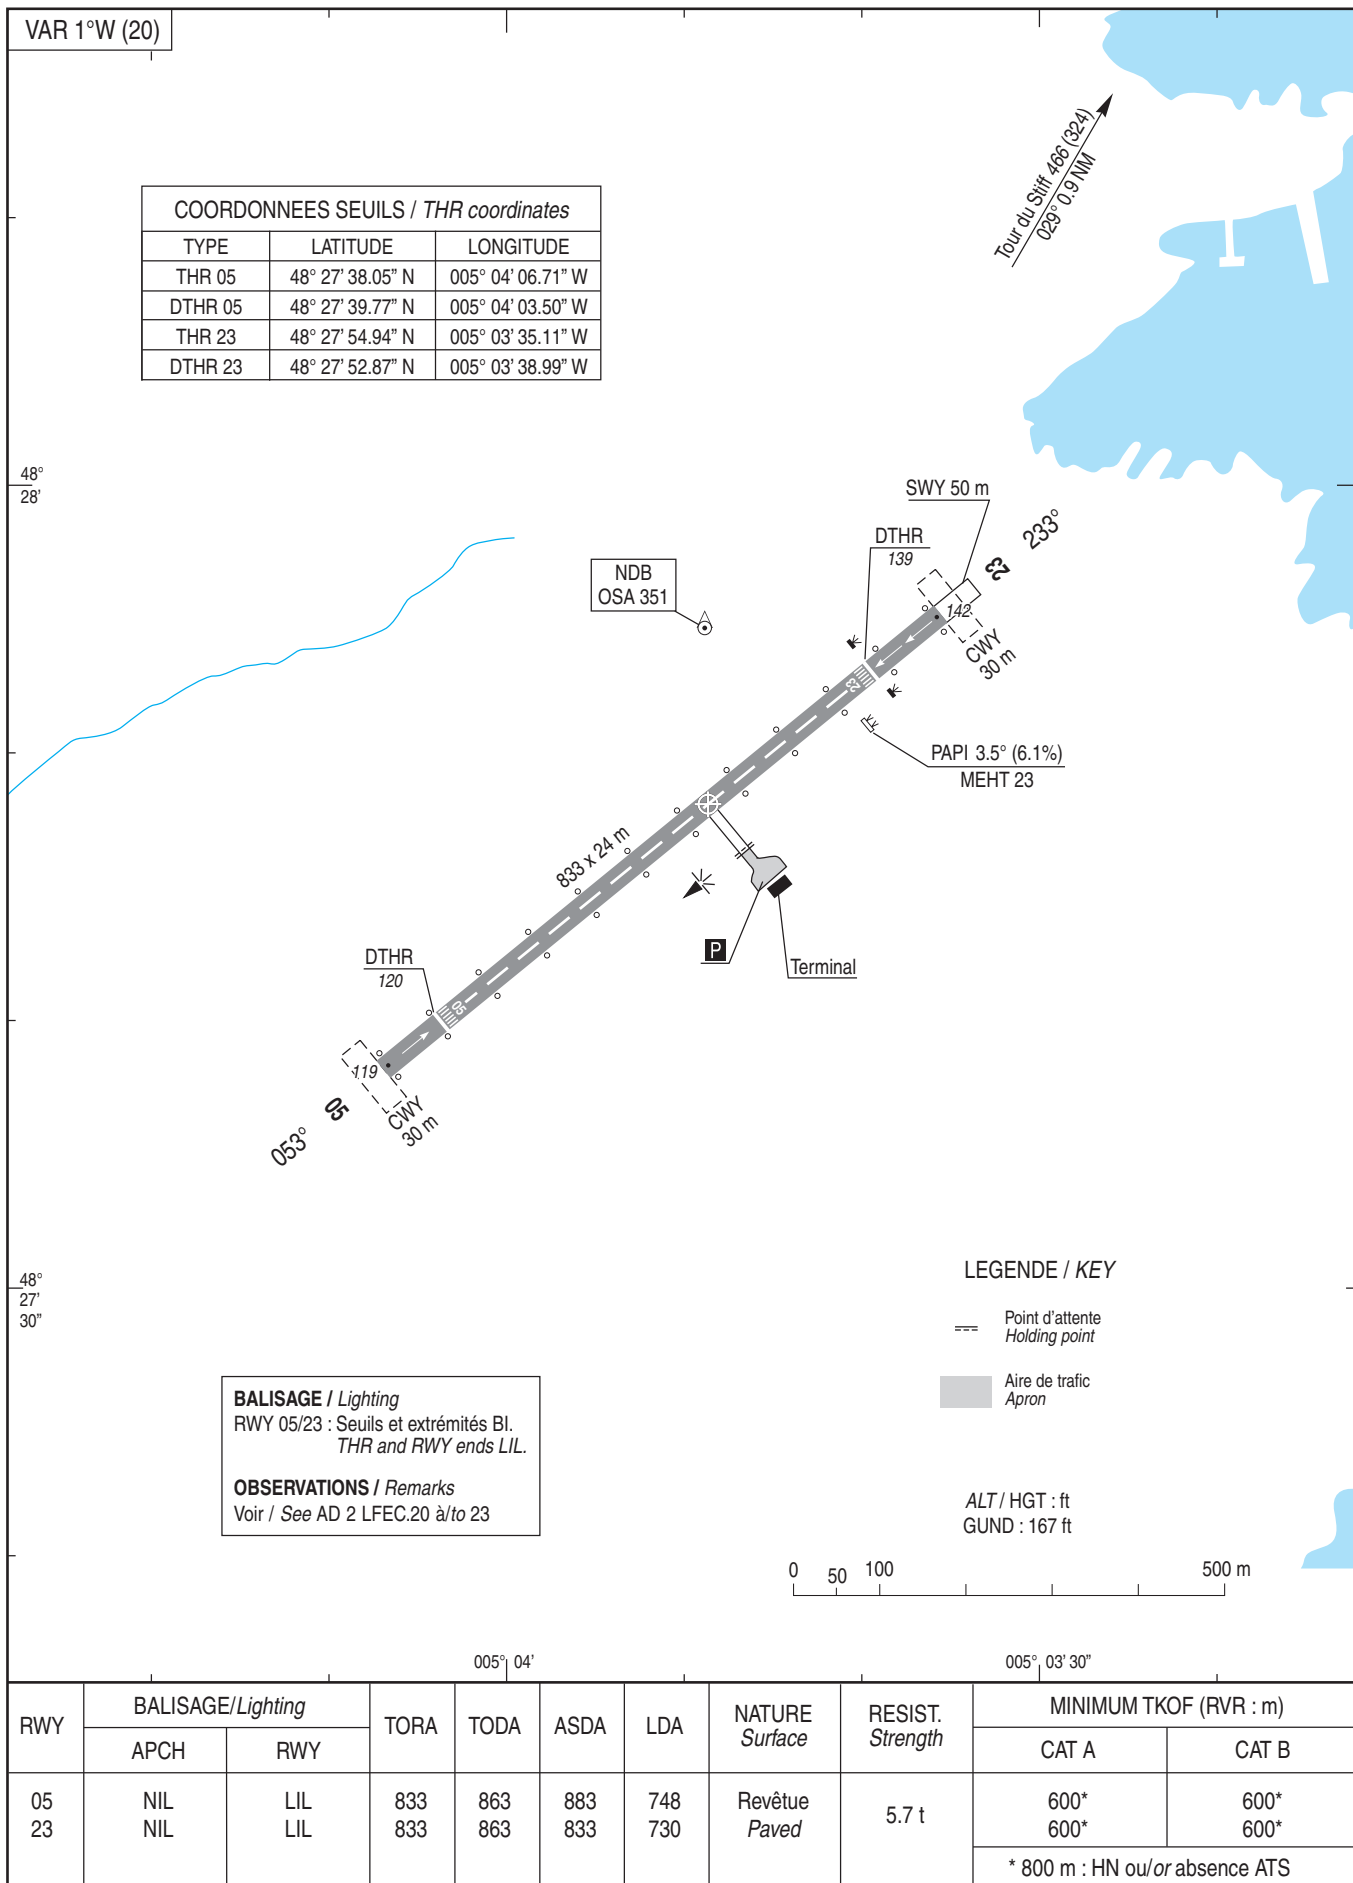 VAR 1°W (20)
Tour du Stiff 466 (324)
029° 0.9 NM
COORDONNEES SEUILS / THR coordinates
TYPE LATITUDE LONGITUDE
THR 05 48° 27' 38.05" N 005° 04' 06.71" W
DTHR 05 48° 27' 39.77" N 005° 04' 03.50" W
THR 23 48° 27' 54.94" N 005° 03' 35.11" W
DTHR 23 48° 27' 52.87" N 005° 03' 38.99" W
48°
28'
SWY 50 m
DTHR
139
23 233°
NDB
OSA 351
142
CWY
30 m
23
PAPI 3.5° (6.1%)
MEHT 23
833 x 24 m
P
Terminal
DTHR
120
05
119
CWY
30 m
053° 05
48°
27'
30"
LEGENDE / KEY
Point d'attente
Holding point
Aire de trafic
Apron
BALISAGE / Lighting
RWY 05/23 : Seuils et extrémités BI.
THR and RWY ends LIL.
OBSERVATIONS / Remarks
Voir / See AD 2 LFEC.20 à/to 23
ALT / HGT : ft
GUND : 167 ft
0 50 100 500 m
005° 04' 005° 03' 30"
RWY BALISAGE/Lighting TORA TODA ASDA LDA NATURE RESIST. MINIMUM TKOF (RVR : m)
Surface Strength
APCH RWY CAT A CAT B
05 NIL LIL 833 863 883 748 Revêtue 5.7 t 600* 600*
23 NIL LIL 833 863 833 730 Paved 600* 600*
* 800 m : HN ou/or absence ATS